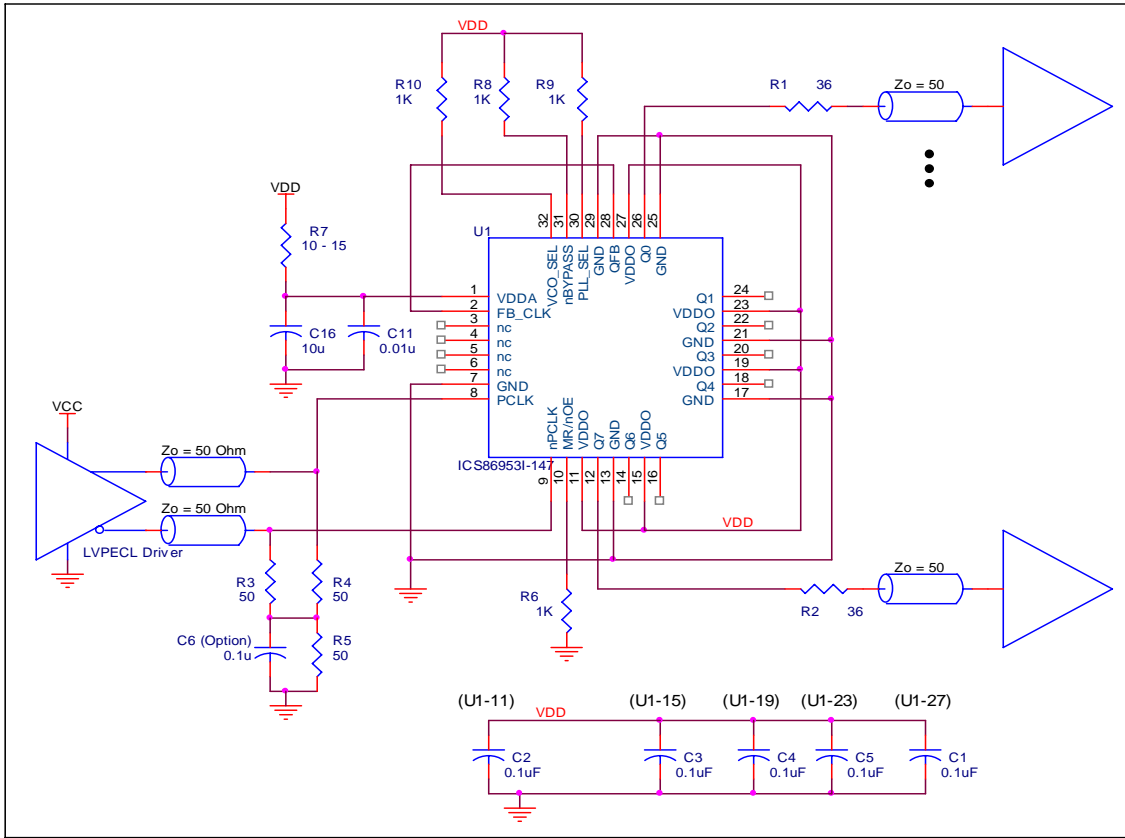 VDD
R10
1K
R8
1K
R9
1K
R1 36
Zo = 50
VDD
R7
10 - 15
32
31
30
29
28
27
26
25
U1
VCO_SEL
nBYPASS
PLL_SEL
GND
QFB
VDDO
Q0
GND
1 VDDA
2 FB_CLK
3 nc
4 nc
5 nc
6 nc
7 GND
8 PCLK
24 Q1
23 VDDO
22 Q2
21 GND
20 Q3
19 VDDO
18 Q4
17 GND
C16
10u
C11
0.01u
nPCLK
MR/nOE
VDDO
Q7
GND
Q6
VDDO
Q5
ICS86953I-147
9
10
11
12
13
14
15
16
VCC
Zo = 50 Ohm
Zo = 50 Ohm
LVPECL Driver
VDD
R3
50
R4
50
R6
1K
Zo = 50
R2 36
C6 (Option)
0.1u
R5
50
(U1-11)
(U1-15)
(U1-19)
(U1-23)
(U1-27)
VDD
C2
0.1uF
C3
0.1uF
C4
0.1uF
C5
0.1uF
C1
0.1uF